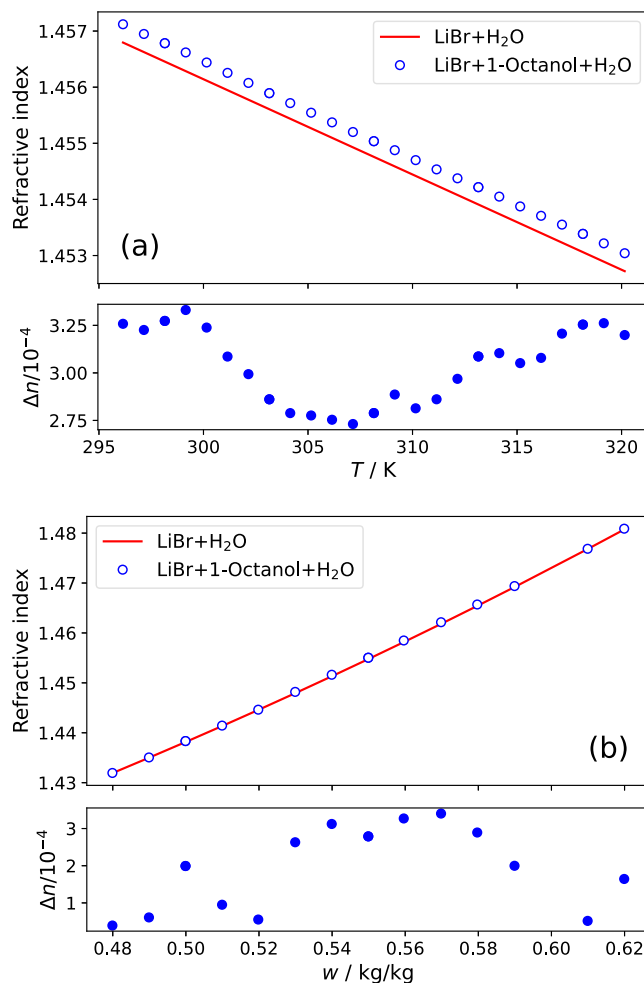 1.457
1.456
1.455
1.454
1.453
Refractive index
LiBr+H₂O
LiBr+1-Octanol+H₂O
(a)
3.25
3.00
2.75
Δn/10⁻⁴
295 300 305 310 315 320
T / K
1.48
1.47
1.46
1.45
1.44
1.43
Refractive index
LiBr+H₂O
LiBr+1-Octanol+H₂O
(b)
3
2
1
Δn/10⁻⁴
0.48 0.50 0.52 0.54 0.56 0.58 0.60 0.62
w / kg/kg